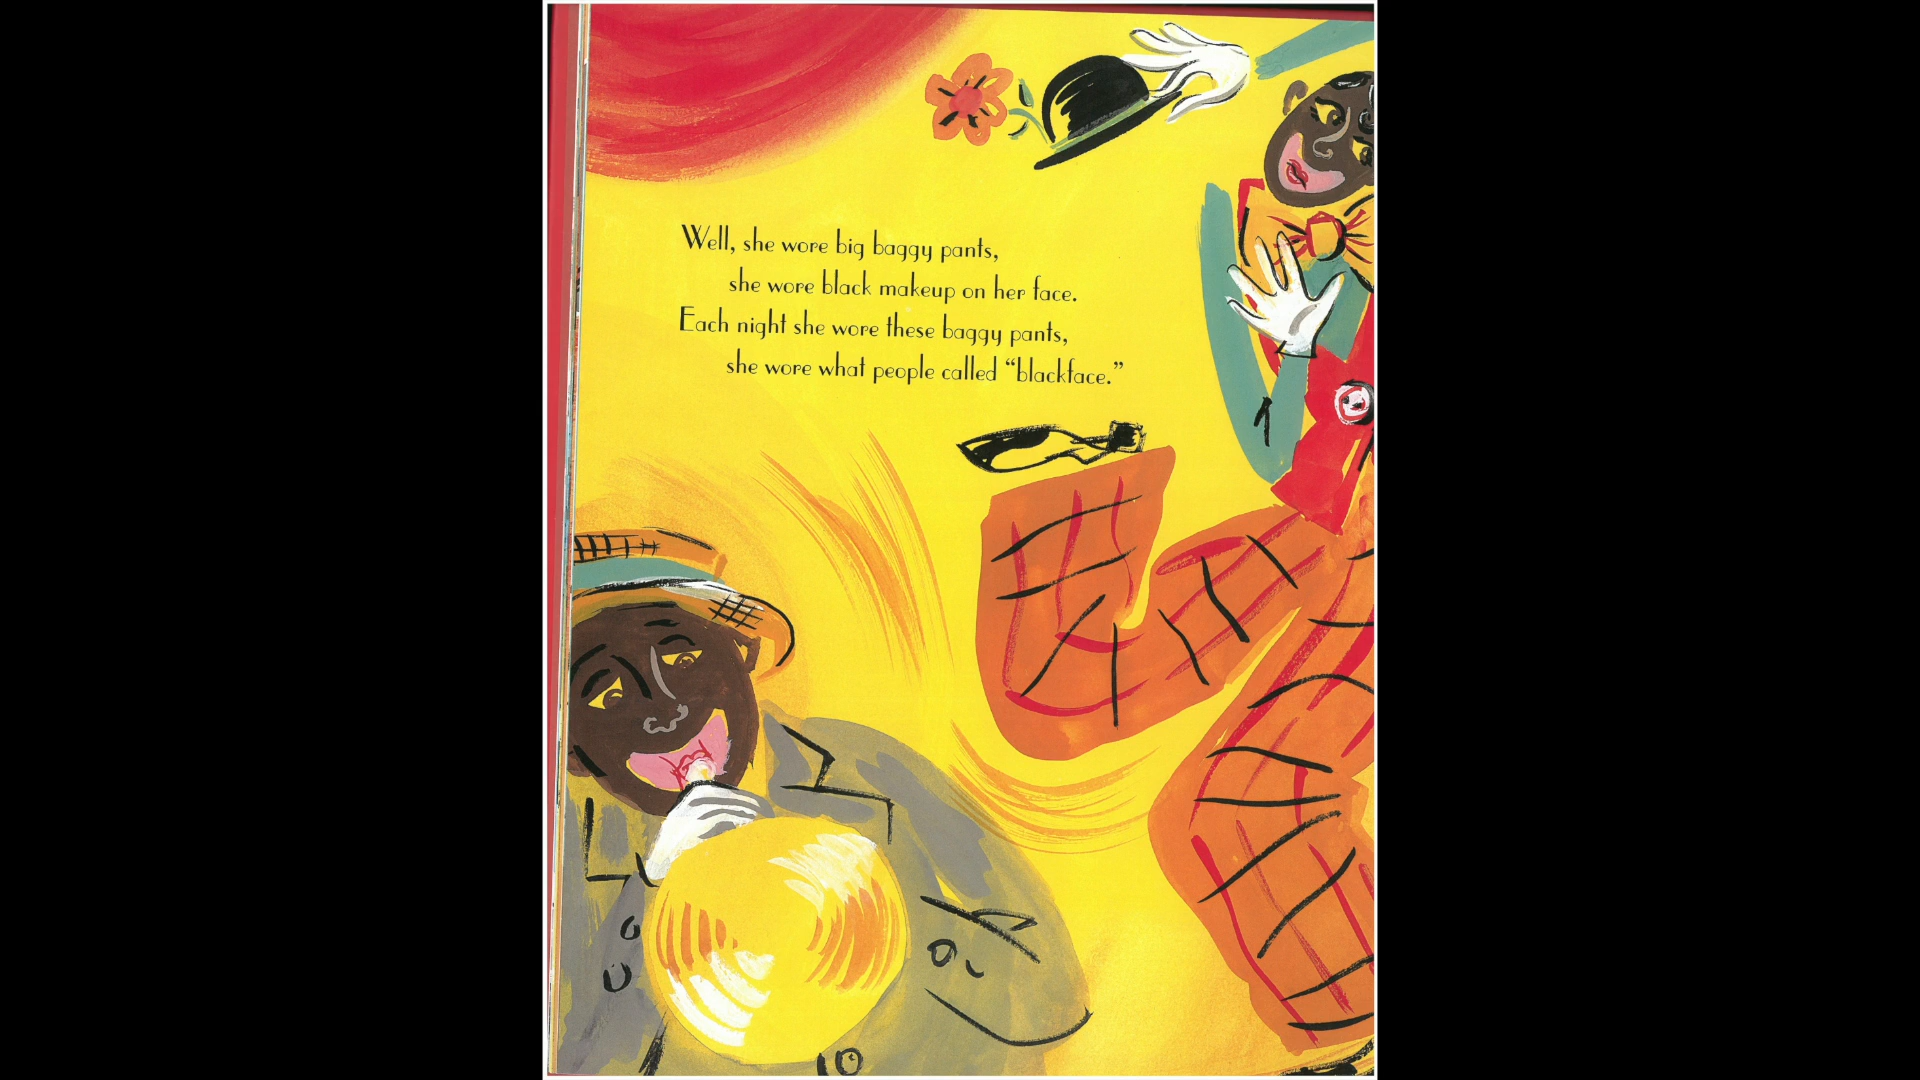 Well, she wore big baggy pants,
she wore black makeup on her face.
Each night she wore these baggy pants,
she wore what people called “blackface.”